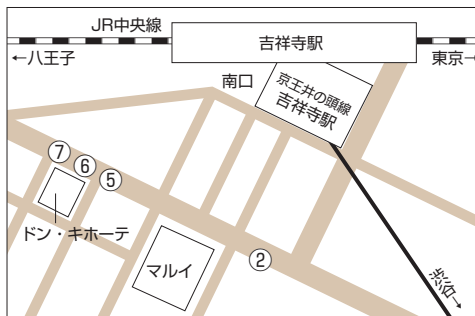 JR中央線
吉祥寺駅
←八王子
東京→
南口
京王井の頭線
吉祥寺駅
⑦
⑥
⑤
ドン・キホーテ
マルイ
②
渋谷→